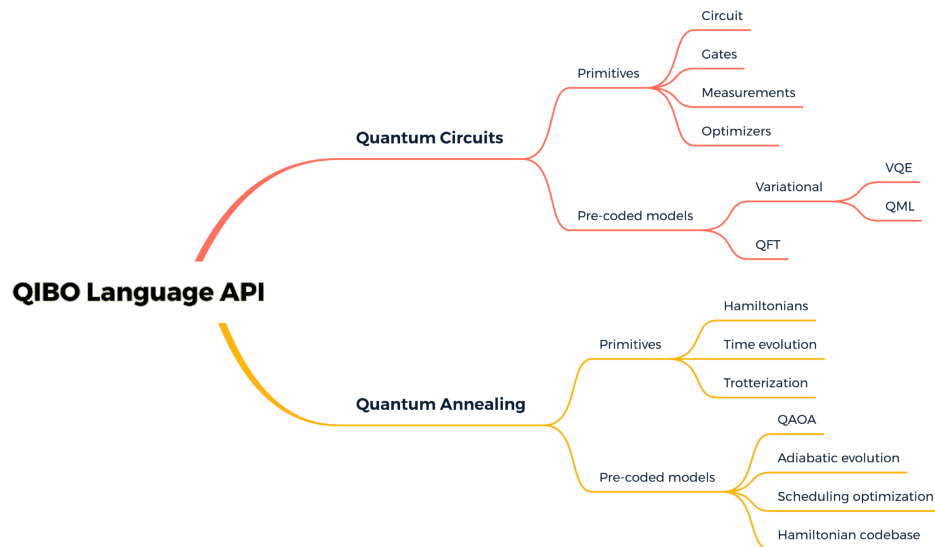 QIBO Language API
Quantum Circuits
Primitives
Circuit
Gates
Measurements
Optimizers
Pre-coded models
Variational
VQE
QML
QFT
Quantum Annealing
Primitives
Hamiltonians
Time evolution
Trotterization
Pre-coded models
QAOA
Adiabatic evolution
Scheduling optimization
Hamiltonian codebase